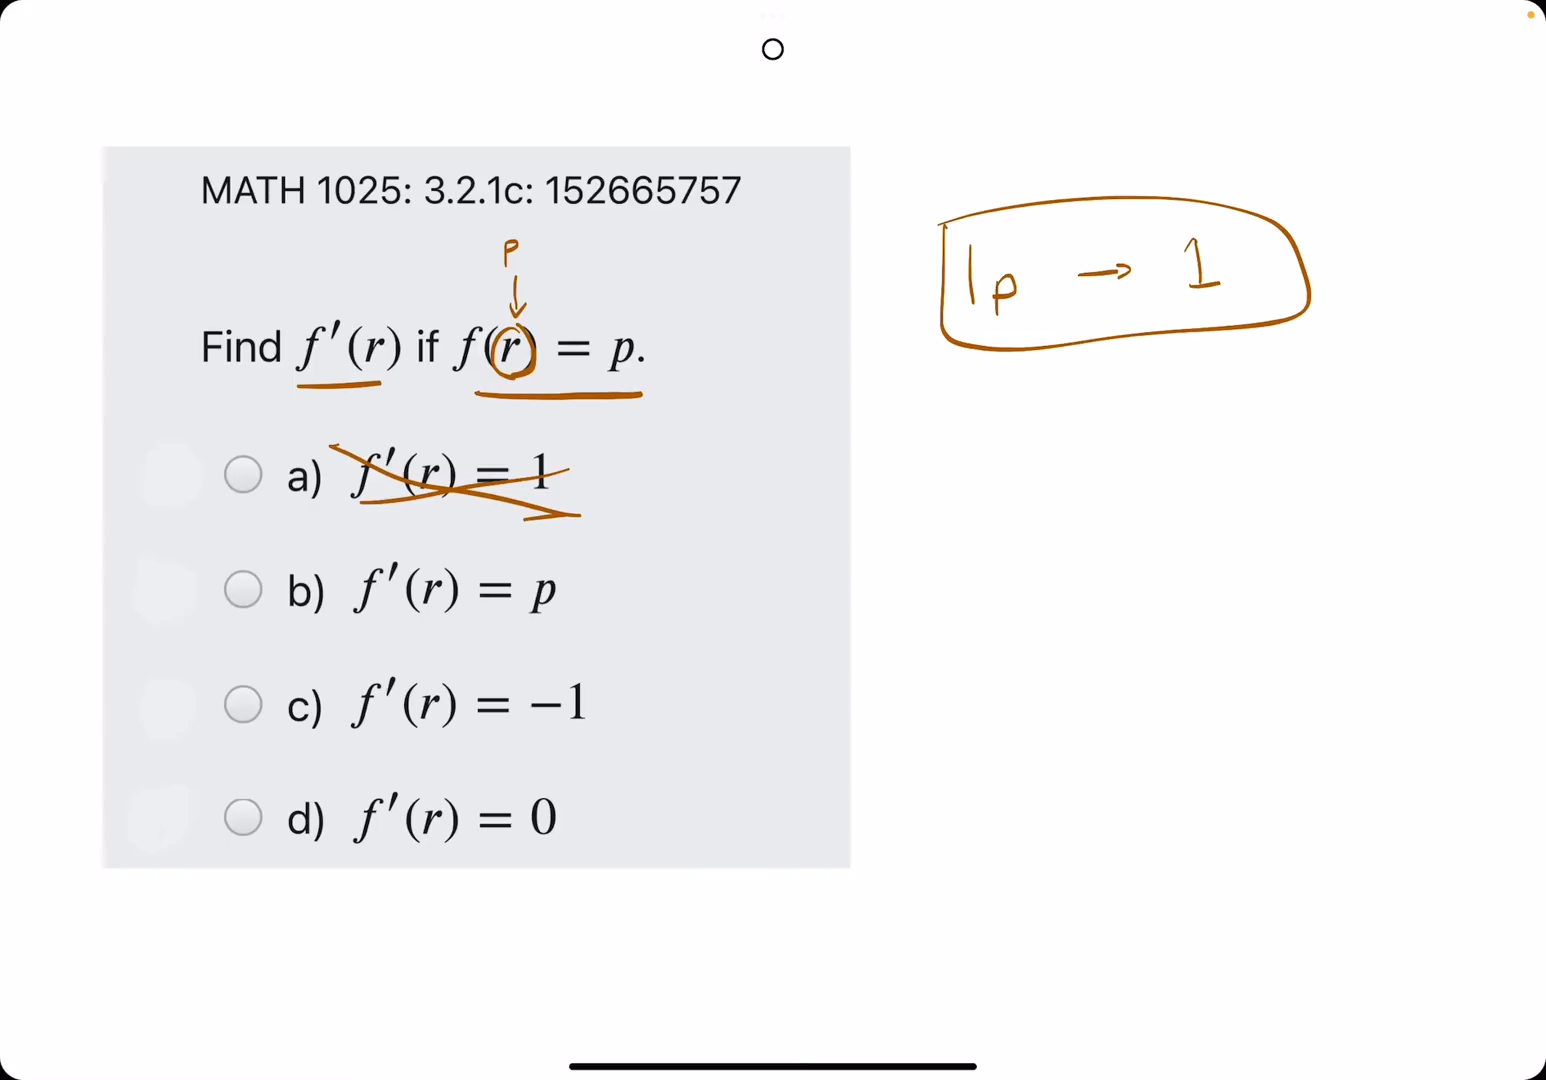 MATH 1025: 3.2.1c: 152665757
p
↓
Find f′(r) if f(r) = p.
1p → 1
a) f′(r) = 1
b) f′(r) = p
c) f′(r) = −1
d) f′(r) = 0